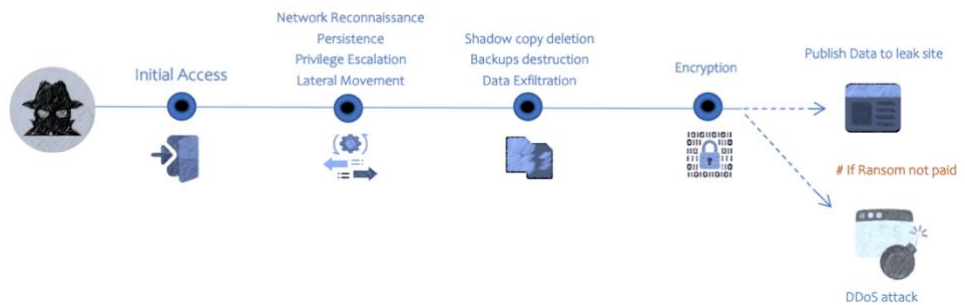 Initial Access
Network Reconnaissance
Persistence
Privilege Escalation
Lateral Movement
Shadow copy deletion
Backups destruction
Data Exfiltration
Encryption
Publish Data to leak site
# If Ransom not paid
DDoS attack